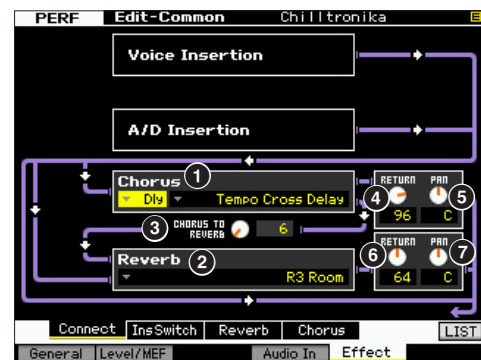 PERF Edit-Common Chilltronika E
Voice Insertion
A/D Insertion
Chorus 1
Dly Tempo Cross Delay
RETURN PAN
4 5
96 C
3 CHORUS TO REVERB 6
Reverb 2
R3 Room
RETURN PAN
6 7
64 C
Connect InsSwitch Reverb Chorus LIST
General Level/MEF Audio In Effect